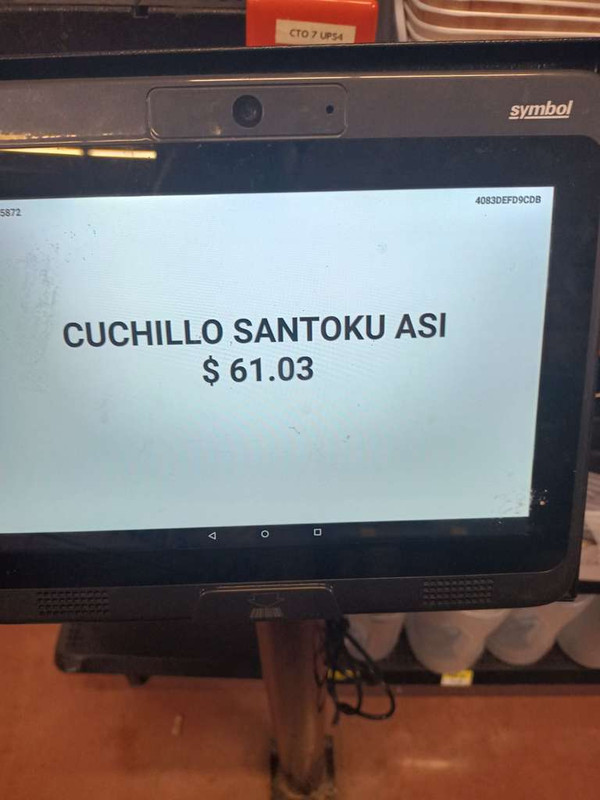 CTO 7 UPS4
symbol
5872
4083DEFD9CDB
CUCHILLO SANTOKU ASI
$ 61.03